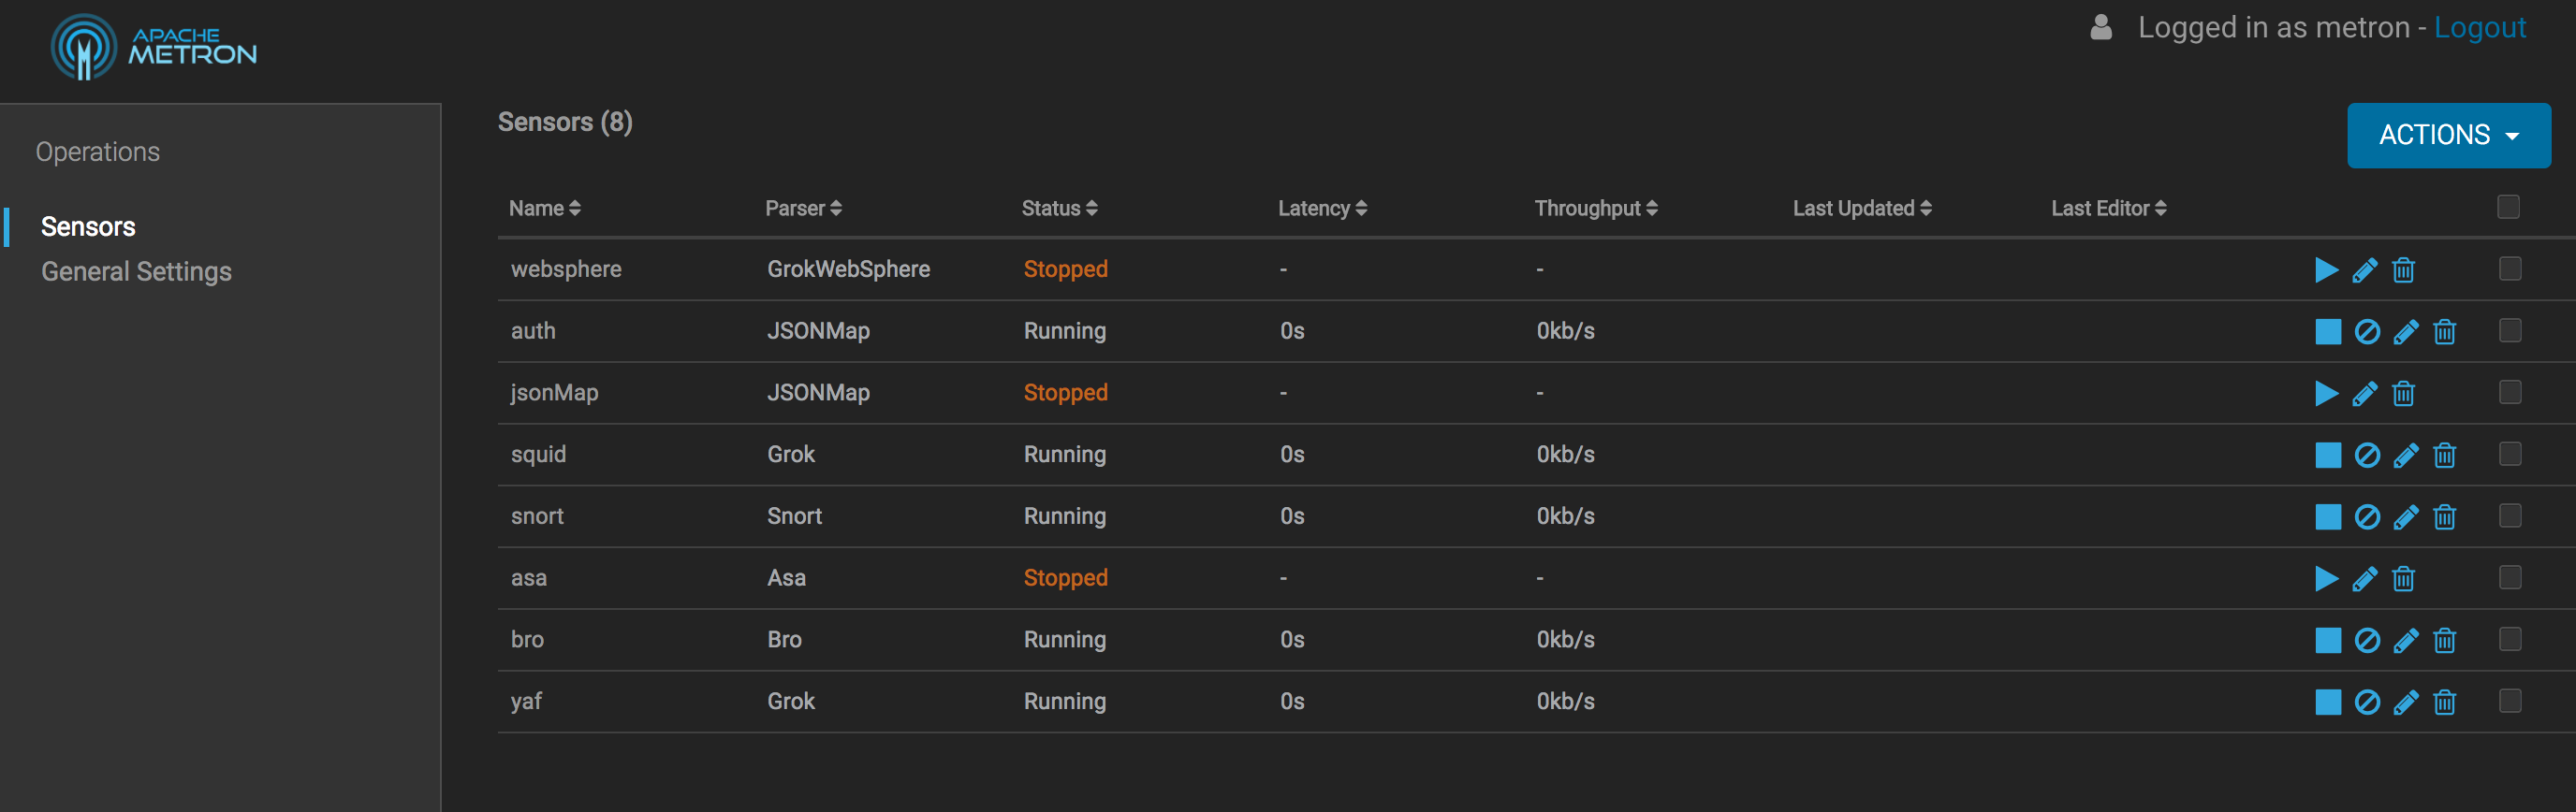 APACHE
METRON
Logged in as metron - Logout
Operations
Sensors
General Settings
Sensors (8)
ACTIONS
Name Parser Status Latency Throughput Last Updated Last Editor
websphere GrokWebSphere Stopped - -
auth JSONMap Running 0s 0kb/s
jsonMap JSONMap Stopped - -
squid Grok Running 0s 0kb/s
snort Snort Running 0s 0kb/s
asa Asa Stopped - -
bro Bro Running 0s 0kb/s
yaf Grok Running 0s 0kb/s